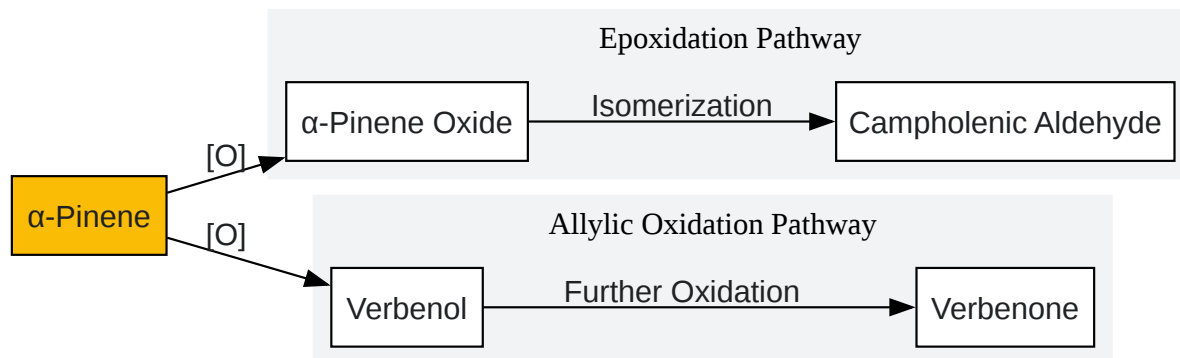 Epoxidation Pathway
α-Pinene Oxide
Isomerization
Campholenic Aldehyde
[O]
α-Pinene
[O]
Allylic Oxidation Pathway
Verbenol
Further Oxidation
Verbenone